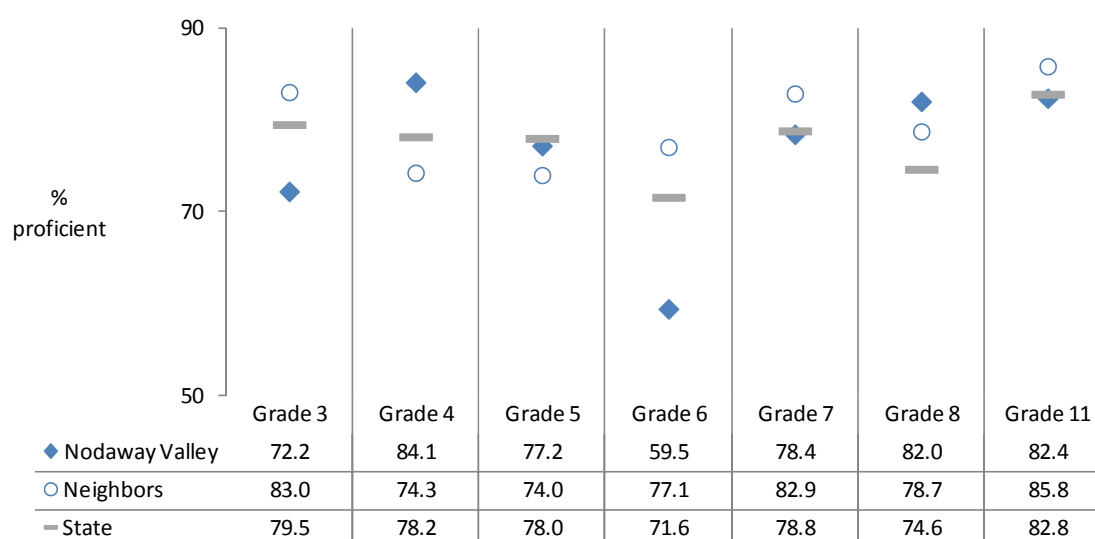 90
70
50
%
proficient
Grade 3 Grade 4 Grade 5 Grade 6 Grade 7 Grade 8 Grade 11
Nodaway Valley 72.2 84.1 77.2 59.5 78.4 82.0 82.4
Neighbors 83.0 74.3 74.0 77.1 82.9 78.7 85.8
State 79.5 78.2 78.0 71.6 78.8 74.6 82.8